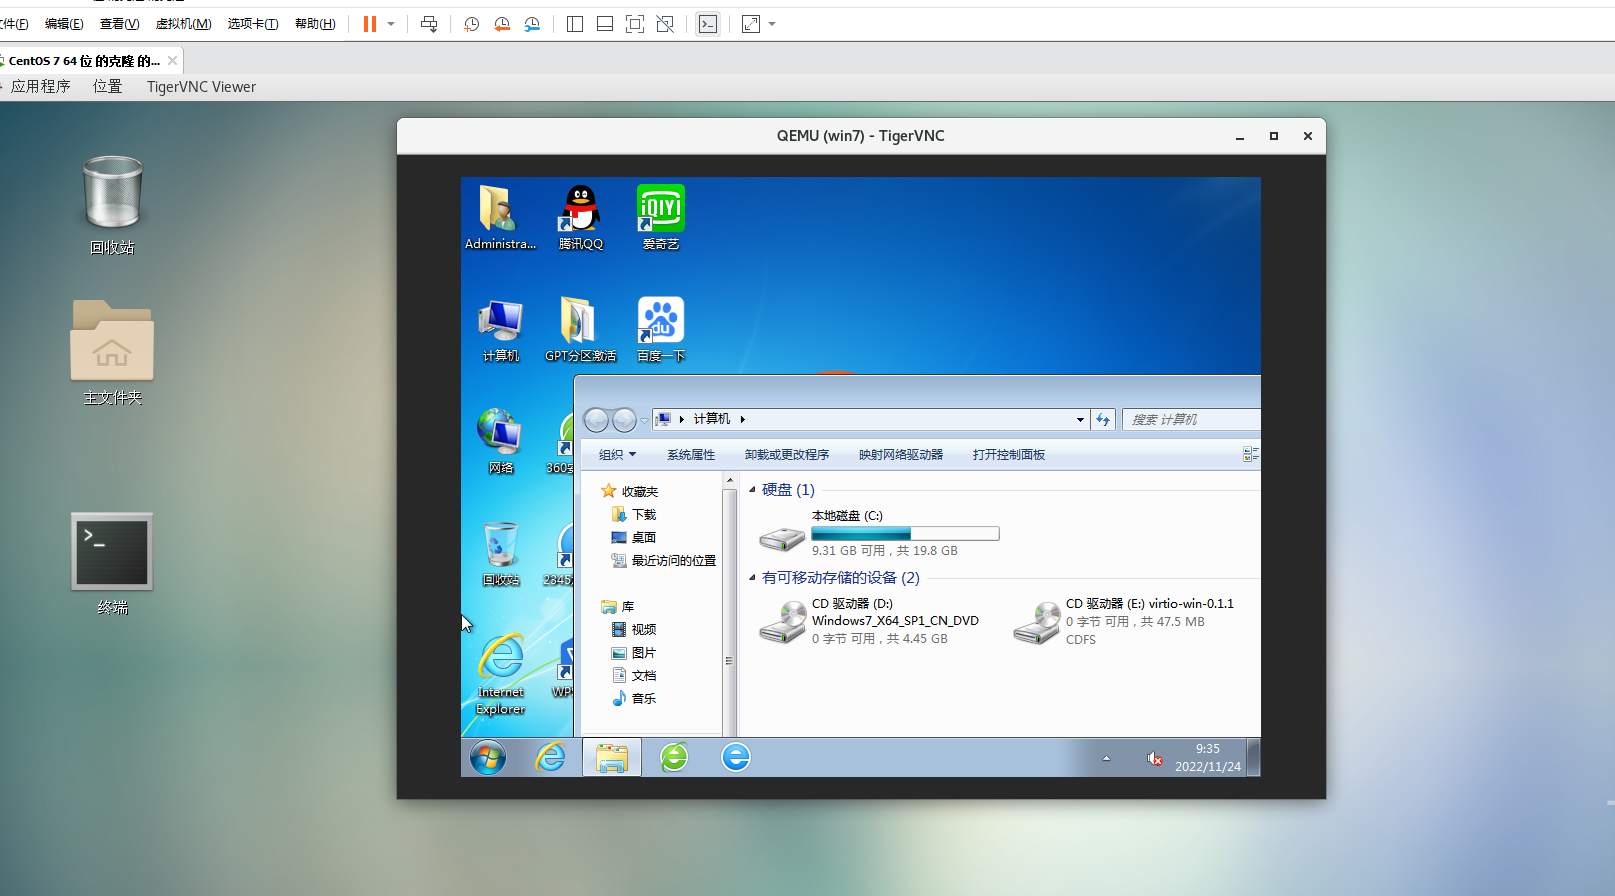 文件(F) 编辑(E) 查看(V) 虚拟机(M) 选项卡(T) 帮助(H)
CentOS 7 64 位 的克隆 的...
应用程序 位置 TigerVNC Viewer
QEMU (win7) - TigerVNC
回收站
主文件夹
终端
Administra...
腾讯QQ
iQIYI
爱奇艺
计算机
GPT分区激活
du
百度一下
网络
360
回收站
2345
Internet
Explorer
WP
计算机
搜索 计算机
组织 系统属性 卸载或更改程序 映射网络驱动器 打开控制面板
收藏夹
下载
桌面
最近访问的位置
库
视频
图片
文档
音乐
硬盘 (1)
本地磁盘 (C:)
9.31 GB 可用，共 19.8 GB
有可移动存储的设备 (2)
CD 驱动器 (D:)
Windows7_X64_SP1_CN_DVD
0 字节 可用，共 4.45 GB
CD 驱动器 (E:) virtio-win-0.1.1
0 字节 可用，共 47.5 MB
CDFS
9:35
2022/11/24